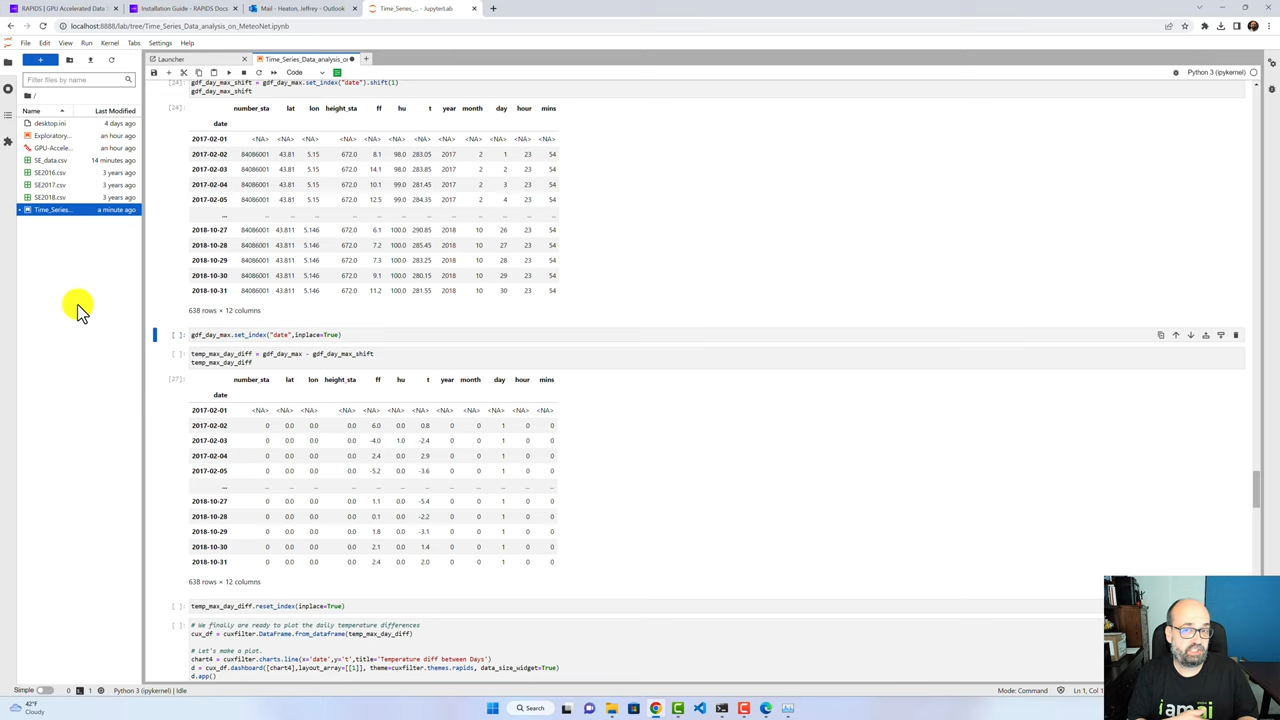 RAPIDS | GPU Accelerated Data S
Installation Guide - RAPIDS Docs
Mail - Heaton, Jeffrey - Outlook
Time_Series_... - JupyterLab
localhost:8888/lab/tree/Time_Series_Data_analysis_on_MeteoNet.ipynb
File Edit View Run Kernel Tabs Settings Help
Launcher
Time_Series_Data_analysis_on
Filter files by name
Code
Python 3 (ipykernel)
/
Name Last Modified
desktop.ini 4 days ago
Exploratory... an hour ago
GPU-Accele... an hour ago
SE_data.csv 14 minutes ago
SE2016.csv 3 years ago
SE2017.csv 3 years ago
SE2018.csv 3 years ago
Time_Series... a minute ago
[24]: gdf_day_max_shift = gdf_day_max.set_index("date").shift(1)
gdf_day_max_shift
[24]: number_sta lat lon height_sta ff hu t year month day hour mins
date
2017-02-01 <NA> <NA> <NA> <NA> <NA> <NA> <NA> <NA> <NA> <NA> <NA> <NA>
2017-02-02 84086001 43.81 5.15 672.0 8.1 98.0 283.05 2017 2 1 23 54
2017-02-03 84086001 43.81 5.15 672.0 14.1 98.0 283.85 2017 2 2 23 54
2017-02-04 84086001 43.81 5.15 672.0 10.1 99.0 281.45 2017 2 3 23 54
2017-02-05 84086001 43.81 5.15 672.0 12.5 99.0 284.35 2017 2 4 23 54
... ... ... ... ... ... ... ... ... ... ... ... ...
2018-10-27 84086001 43.811 5.146 672.0 6.1 100.0 290.85 2018 10 26 23 54
2018-10-28 84086001 43.811 5.146 672.0 7.2 100.0 285.45 2018 10 27 23 54
2018-10-29 84086001 43.811 5.146 672.0 7.3 100.0 283.25 2018 10 28 23 54
2018-10-30 84086001 43.811 5.146 672.0 9.1 100.0 280.15 2018 10 29 23 54
2018-10-31 84086001 43.811 5.146 672.0 11.2 100.0 281.55 2018 10 30 23 54
638 rows × 12 columns
[ ]: gdf_day_max.set_index("date",inplace=True)
[ ]: temp_max_day_diff = gdf_day_max - gdf_day_max_shift
temp_max_day_diff
[27]: number_sta lat lon height_sta ff hu t year month day hour mins
date
2017-02-01 <NA> <NA> <NA> <NA> <NA> <NA> <NA> <NA> <NA> <NA> <NA> <NA>
2017-02-02 0 0.0 0.0 0.0 6.0 0.0 0.8 0 0 1 0 0
2017-02-03 0 0.0 0.0 0.0 -4.0 1.0 -2.4 0 0 1 0 0
2017-02-04 0 0.0 0.0 0.0 2.4 0.0 2.9 0 0 1 0 0
2017-02-05 0 0.0 0.0 0.0 -5.2 0.0 -3.6 0 0 1 0 0
... ... ... ... ... ... ... ... ... ... ... ... ...
2018-10-27 0 0.0 0.0 0.0 1.1 0.0 -5.4 0 0 1 0 0
2018-10-28 0 0.0 0.0 0.0 0.1 0.0 -2.2 0 0 1 0 0
2018-10-29 0 0.0 0.0 0.0 1.8 0.0 -3.1 0 0 1 0 0
2018-10-30 0 0.0 0.0 0.0 2.1 0.0 1.4 0 0 1 0 0
2018-10-31 0 0.0 0.0 0.0 2.4 0.0 2.0 0 0 1 0 0
638 rows × 12 columns
[ ]: temp_max_day_diff.reset_index(inplace=True)
[ ]: # We finally are ready to plot the daily temperature differences
cux_df = cuxfilter.DataFrame.from_dataframe(temp_max_day_diff)
# Let's make a plot.
chart4 = cuxfilter.charts.line(x='date',y='t',title='Temperature diff between Days')
d = cux_df.dashboard([chart4],layout_array=[[1]], theme=cuxfilter.themes.rapids, data_size_widget=True)
d.app()
Simple 0 1 Python 3 (ipykernel) | Idle
Mode: Command Ln 1, Col
42°F
Cloudy
Search